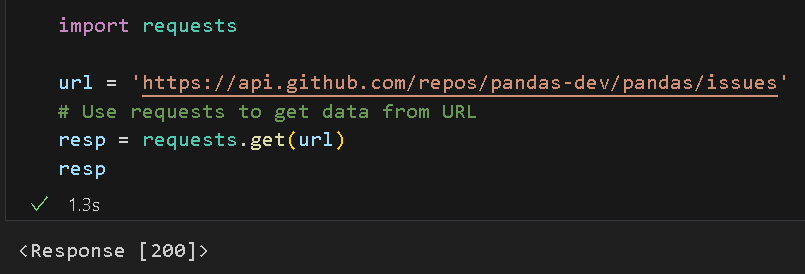 import requests
url = 'https://api.github.com/repos/pandas-dev/pandas/issues'
# Use requests to get data from URL
resp = requests.get(url)
resp
1.3s
<Response [200]>